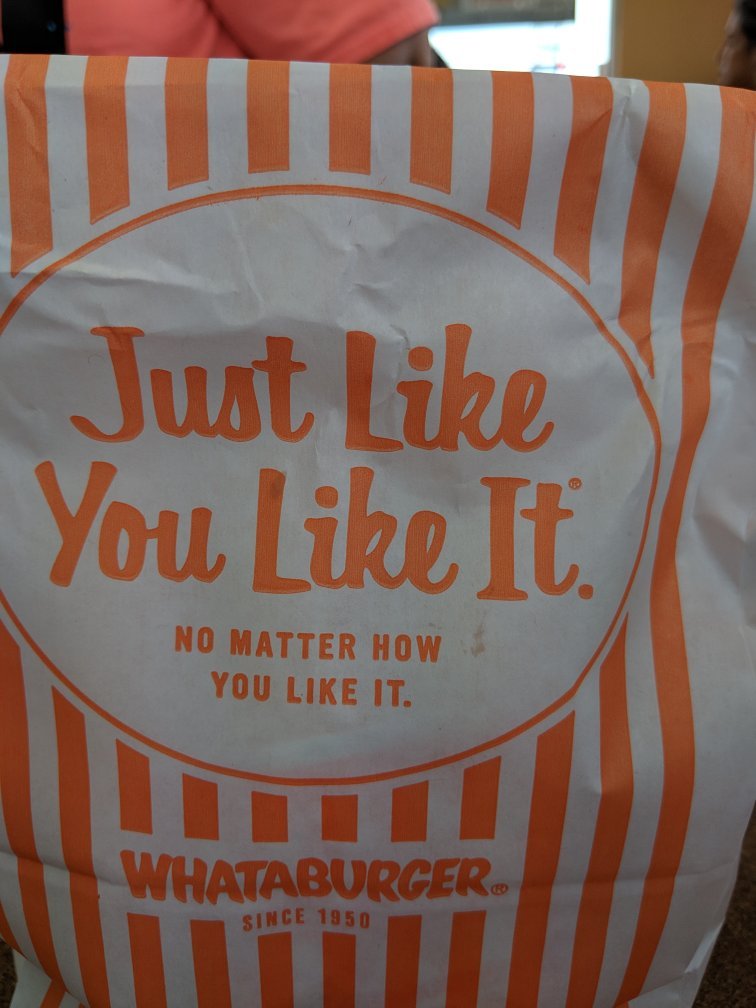 Just Like
You Like It.®
NO MATTER HOW
YOU LIKE IT.
WHATABURGER®
SINCE 1950